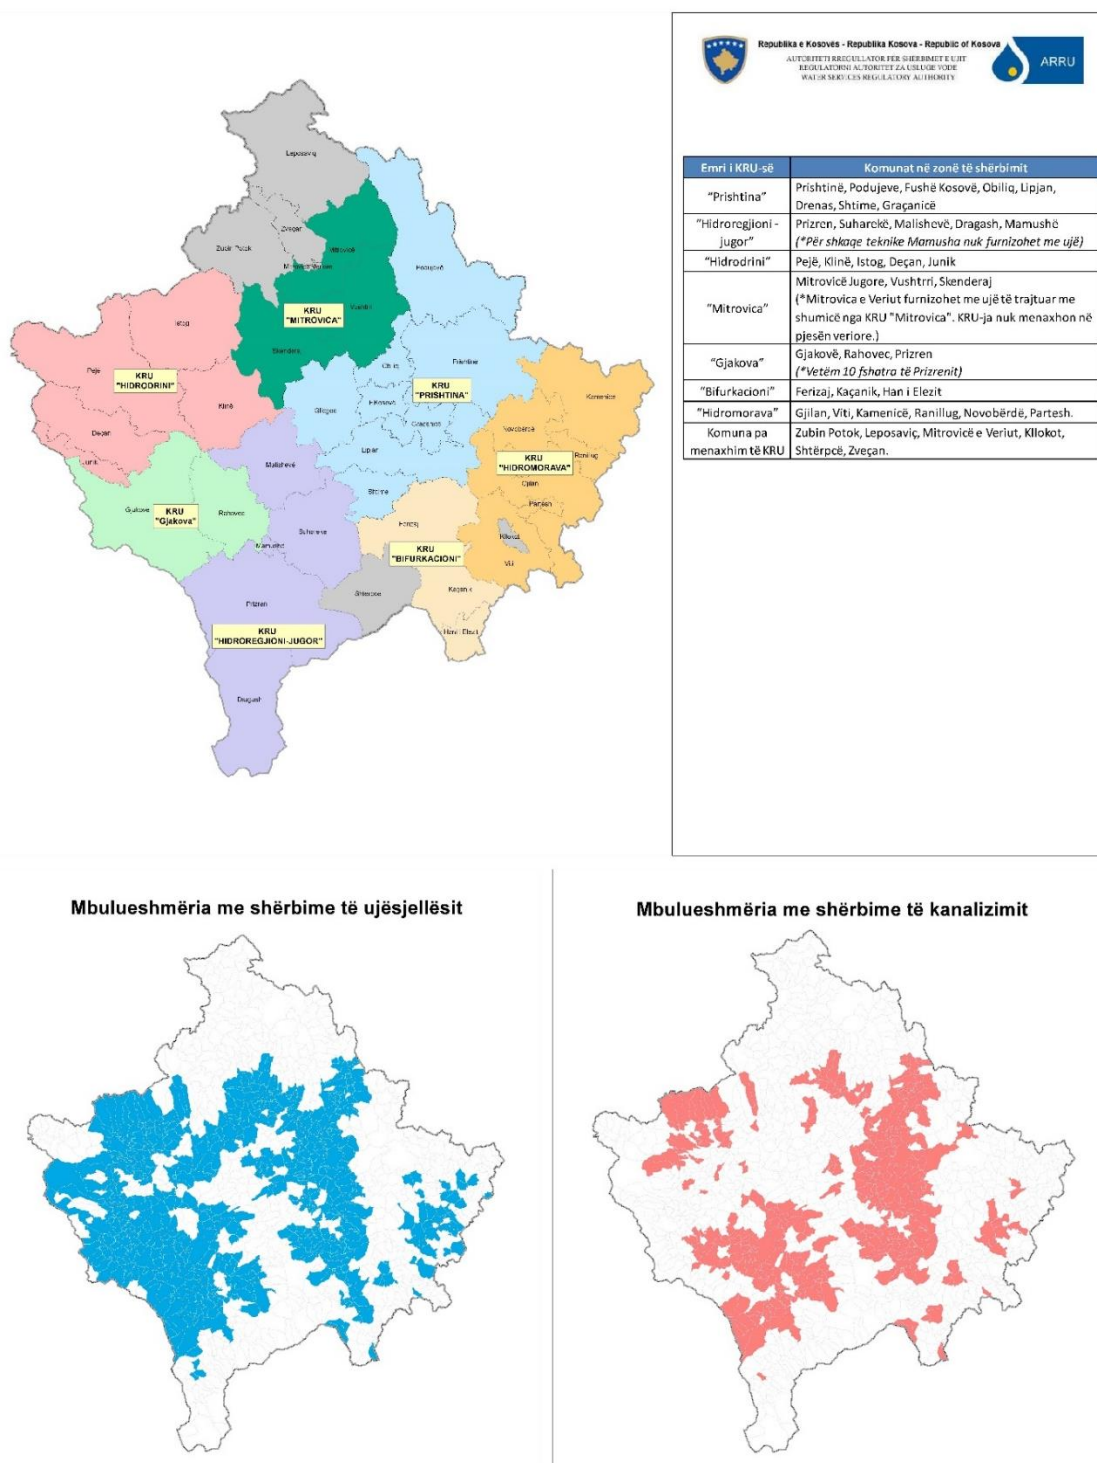 Leposaviq
Zveçan
Zubin Potok
Mitrovicë
Podujevë
Vushtrri
KRU
"MITROVICA"
Istog
Skenderaj
Pejë
KRU
"HIDRODRINI"
Obiliq
Prishtinë
KRU
"PRISHTINA"
Klinë
Gllogoc
F.Kosovë
Graçanicë
Kamenicë
Deçan
Novobërdë
Lipjan
KRU
"HIDROMORAVA"
Ranillug
Junik
Malishevë
Gjilan
Shtime
Partesh
Gjakovë
KRU
"Gjakova"
Rahovec
Ferizaj
Suharekë
Mamushë
Kllokot
KRU
"BIFURKACIONI"
Viti
Shtërpcë
Kaçanik
Prizren
KRU
"HIDROREGJIONI-JUGOR"
Hani i Elezit
Dragash
Republika e Kosovës - Republika Kosova - Republic of Kosova
AUTORITETI RREGULLATOR PËR SHËRBIMET E UJIT
REGULATORNI AUTORITET ZA USLUGE VODE
WATER SERVICES REGULATORY AUTHORITY
ARRU
Emri i KRU-së Komunat në zonë të shërbimit
"Prishtina" Prishtinë, Podujeve, Fushë Kosovë, Obiliq, Lipjan,
Drenas, Shtime, Graçanicë
"Hidroregjioni - Prizren, Suharekë, Malishevë, Dragash, Mamushë
jugor" (*Për shkaqe teknike Mamusha nuk furnizohet me ujë)
"Hidrodrini" Pejë, Klinë, Istog, Deçan, Junik
"Mitrovica" Mitrovicë Jugore, Vushtrri, Skenderaj
(*Mitrovica e Veriut furnizohet me ujë të trajtuar me
shumicë nga KRU "Mitrovica". KRU-ja nuk menaxhon në
pjesën veriore.)
"Gjakova" Gjakovë, Rahovec, Prizren
(*Vetëm 10 fshatra të Prizrenit)
"Bifurkacioni" Ferizaj, Kaçanik, Han i Elezit
"Hidromorava" Gjilan, Viti, Kamenicë, Ranillug, Novobërdë, Partesh.
Komuna pa Zubin Potok, Leposaviç, Mitrovicë e Veriut, Kllokot,
menaxhim të KRU Shtërpcë, Zveçan.
Mbulueshmëria me shërbime të ujësjellësit
Mbulueshmëria me shërbime të kanalizimit